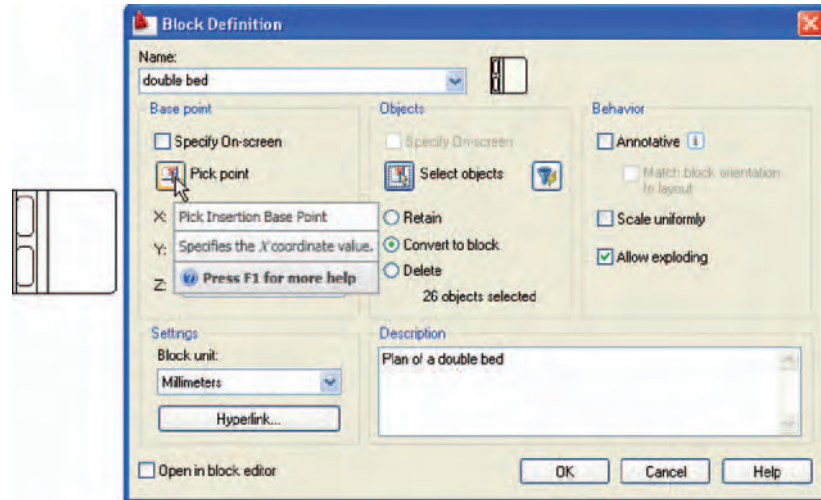 Block Definition
Name:
double bed
Base point
Specify On-screen
Pick point
X:
Y:
Z:
Pick Insertion Base Point
Specifies the X coordinate value.
Press F1 for more help
Objects
Specify On-screen
Select objects
Retain
Convert to block
Delete
26 objects selected
Behavior
Annotative
Match block orientation
to layout
Scale uniformly
Allow exploding
Settings
Block unit:
Millimeters
Hyperlink...
Description
Plan of a double bed
Open in block editor
OK Cancel Help